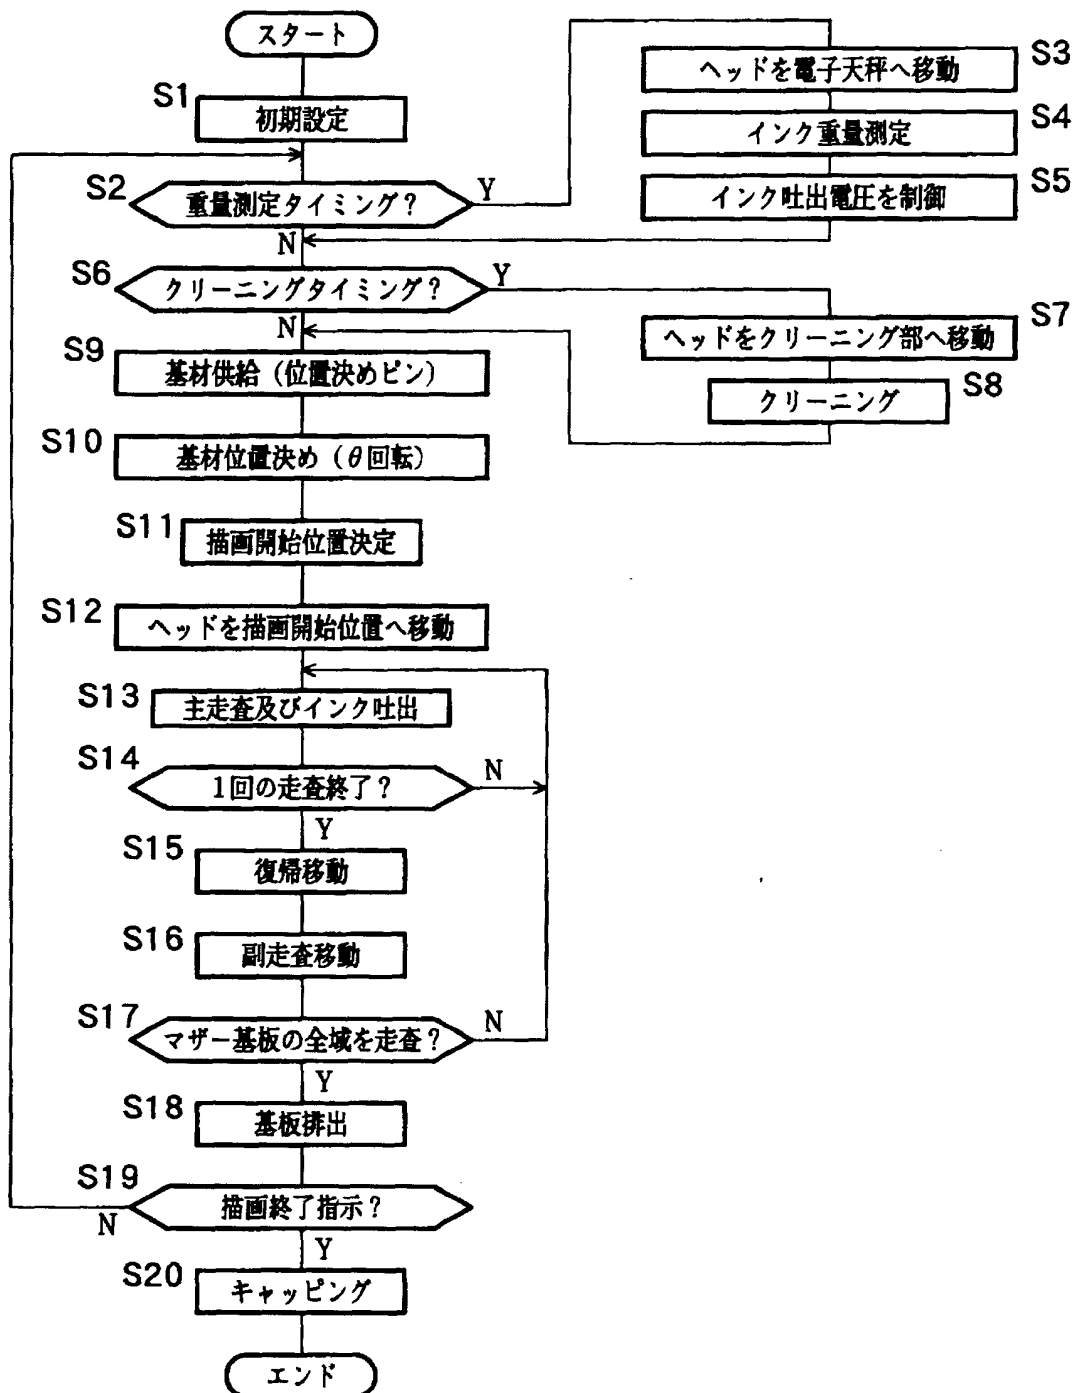 スタート
S1
初期設定
S2
重量測定タイミング?
Y
N
S3
ヘッドを電子天秤へ移動
S4
インク重量測定
S5
インク吐出電圧を制御
S6
クリーニングタイミング?
Y
N
S7
ヘッドをクリーニング部へ移動
S8
クリーニング
S9
基材供給(位置決めピン)
S10
基材位置決め(θ回転)
S11
描画開始位置決定
S12
ヘッドを描画開始位置へ移動
S13
主走査及びインク吐出
S14
1回の走査終了?
N
Y
S15
復帰移動
S16
副走査移動
S17
マザー基板の全域を走査?
N
Y
S18
基板排出
S19
描画終了指示?
N
Y
S20
キャッピング
エンド